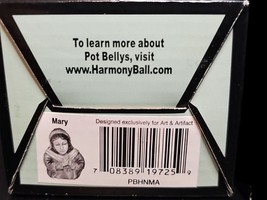 To learn more about
Pot Bellys, visit
www.HarmonyBall.com
Mary
Designed exclusively for Art & Artifact
7 08389 19725 9
PBHNMA